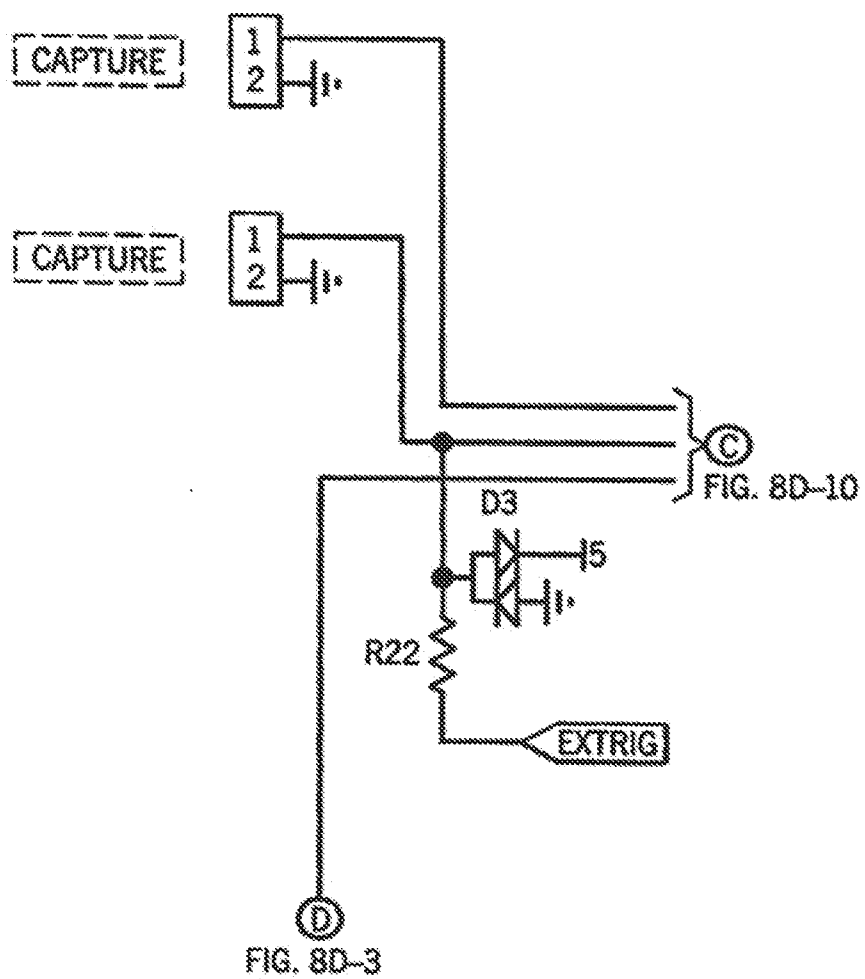 CAPTURE
1
2
CAPTURE
1
2
C
FIG. 8D–10
D3
5
R22
EXTRIG
D
FIG. 8D–3